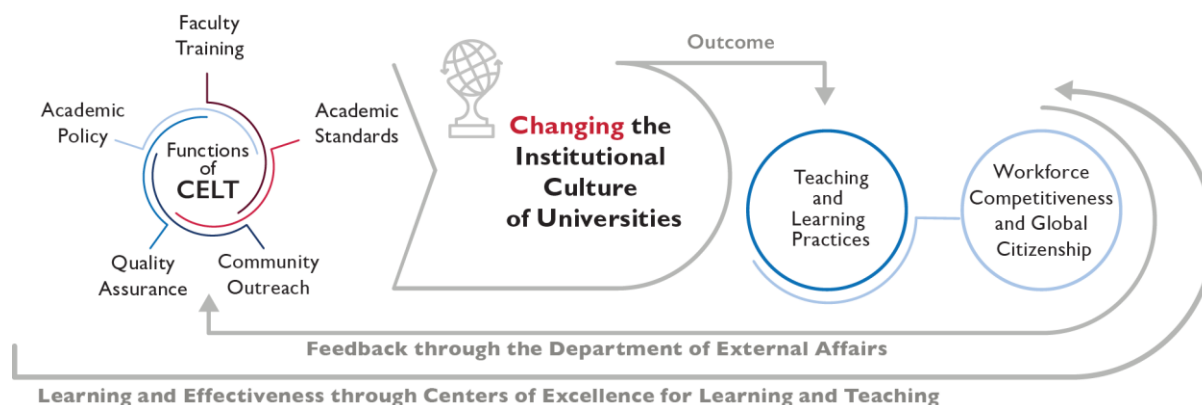 Faculty
Training
Academic
Policy
Academic
Standards
Functions
of
CELT
Quality
Assurance
Community
Outreach
Changing the
Institutional
Culture
of Universities
Outcome
Teaching
and
Learning
Practices
Workforce
Competitiveness
and Global
Citizenship
Feedback through the Department of External Affairs
Learning and Effectiveness through Centers of Excellence for Learning and Teaching